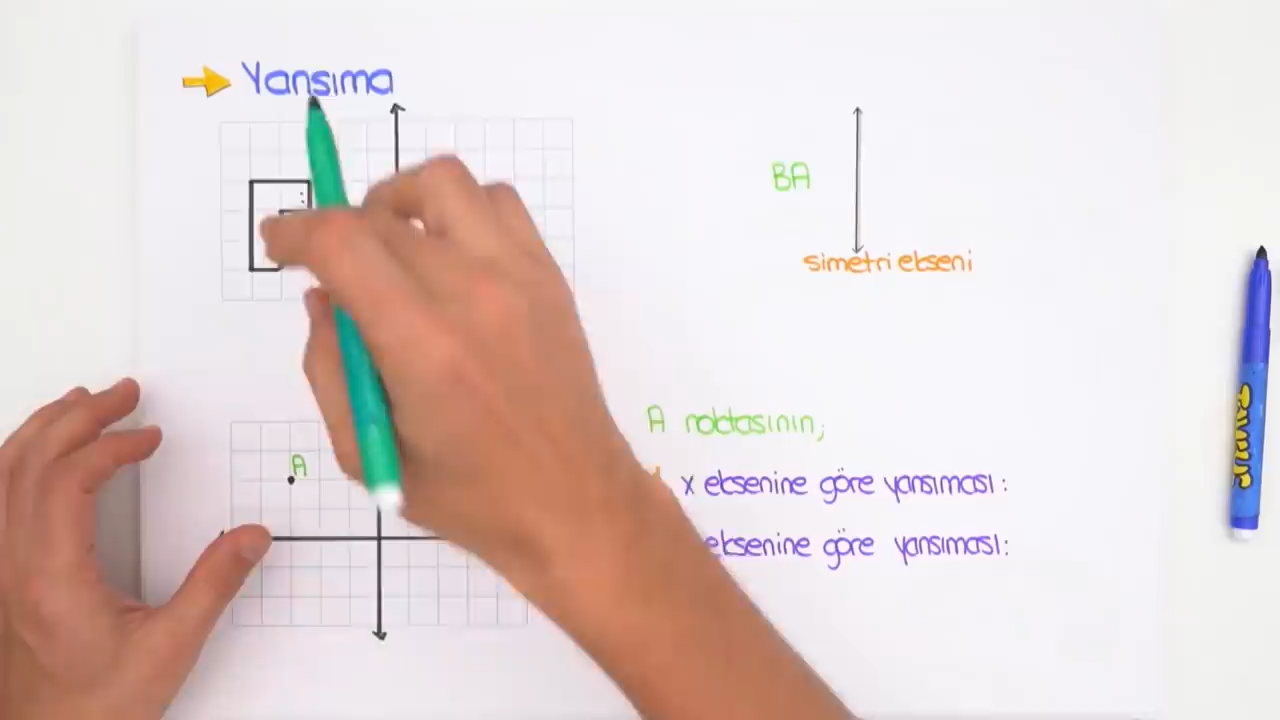 Yansıma
BA
simetri ekseni
A
A noktasının;
x eksenine göre yansıması:
eksenine göre yansıması: